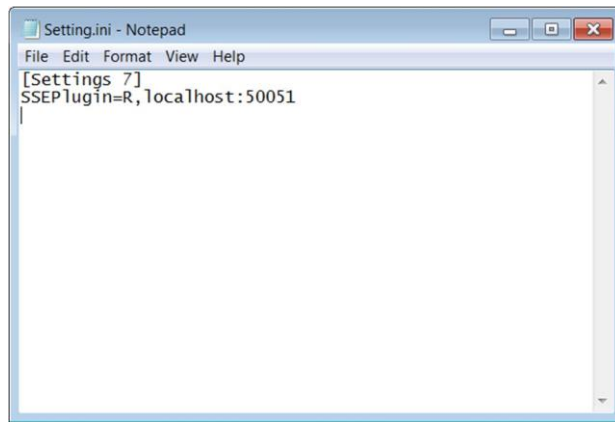 Setting.ini - Notepad
File Edit Format View Help
[Settings 7]
SSEPlugin=R,localhost:50051